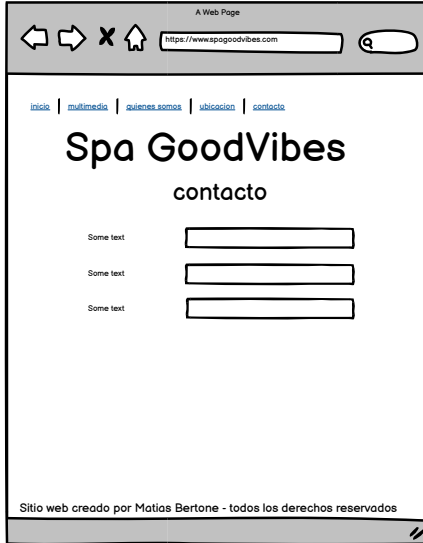 A Web Page
https://www.spagoodvibes.com
inicio multimedia quienes somos ubicacion contacto
Spa GoodVibes
contacto
Some text
Some text
Some text
Sitio web creado por Matias Bertone - todos los derechos reservados